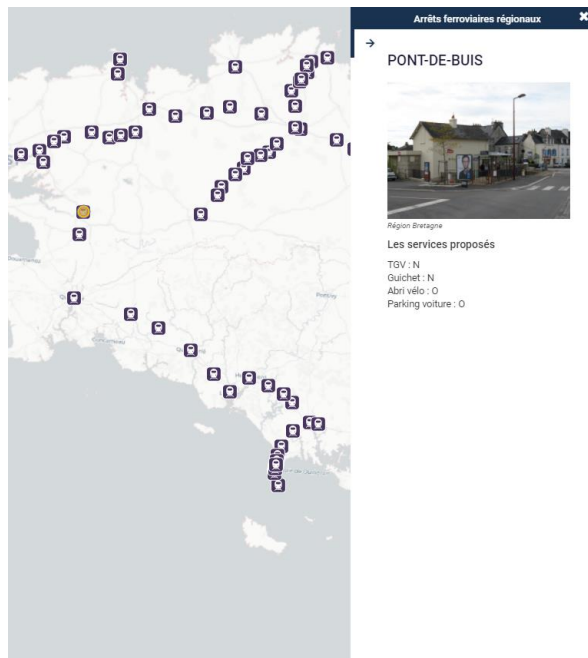 Arrêts ferroviaires régionaux
PONT-DE-BUIS
Région Bretagne
Les services proposés
TGV : N
Guichet : N
Abri vélo : O
Parking voiture : O